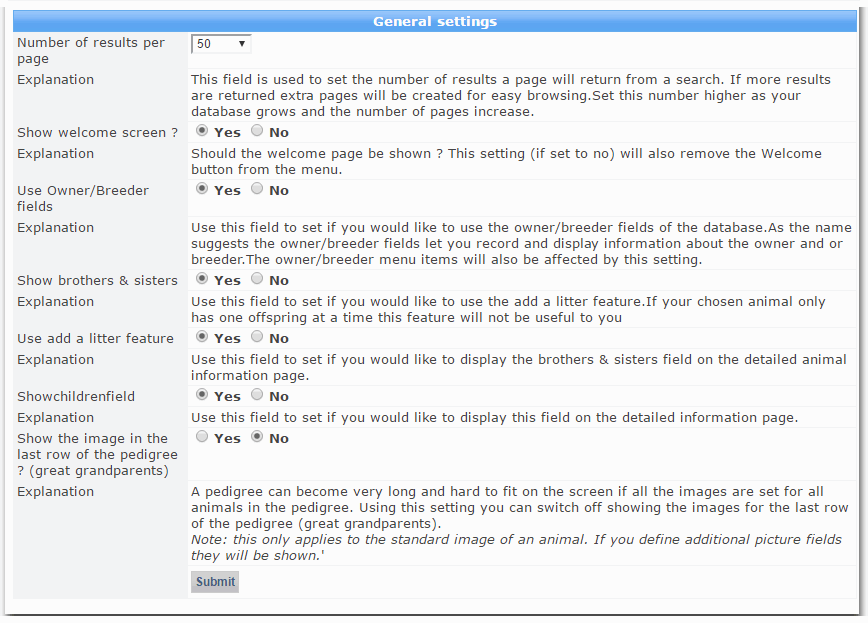 General settings
Number of results per
page
50
Explanation
This field is used to set the number of results a page will return from a search. If more results
are returned extra pages will be created for easy browsing.Set this number higher as your
database grows and the number of pages increase.
Show welcome screen ?
Yes No
Explanation
Should the welcome page be shown ? This setting (if set to no) will also remove the Welcome
button from the menu.
Use Owner/Breeder
fields
Yes No
Explanation
Use this field to set if you would like to use the owner/breeder fields of the database.As the name
suggests the owner/breeder fields let you record and display information about the owner and or
breeder.The owner/breeder menu items will also be affected by this setting.
Show brothers & sisters
Yes No
Explanation
Use this field to set if you would like to use the add a litter feature.If your chosen animal only
has one offspring at a time this feature will not be useful to you
Use add a litter feature
Yes No
Explanation
Use this field to set if you would like to display the brothers & sisters field on the detailed animal
information page.
Showchildrenfield
Yes No
Explanation
Use this field to set if you would like to display this field on the detailed information page.
Show the image in the
last row of the pedigree
? (great grandparents)
Yes No
Explanation
A pedigree can become very long and hard to fit on the screen if all the images are set for all
animals in the pedigree. Using this setting you can switch off showing the images for the last row
of the pedigree (great grandparents).
Note: this only applies to the standard image of an animal. If you define additional picture fields
they will be shown.'
Submit